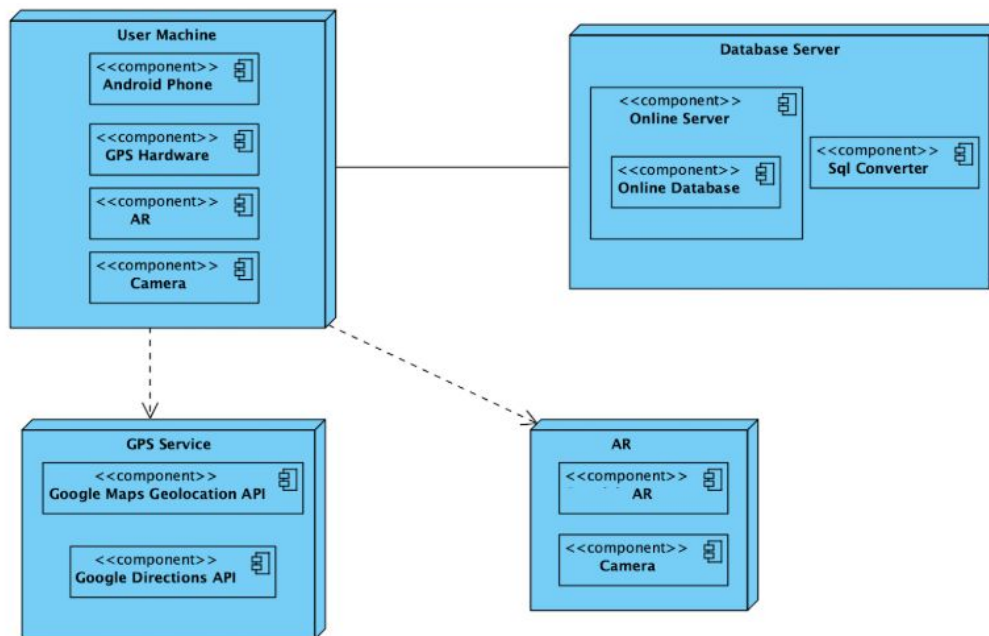 User Machine
<<component>>
Android Phone
<<component>>
GPS Hardware
<<component>>
AR
<<component>>
Camera
Database Server
<<component>>
Online Server
<<component>>
Online Database
<<component>>
Sql Converter
GPS Service
<<component>>
Google Maps Geolocation API
<<component>>
Google Directions API
AR
<<component>>
AR
<<component>>
Camera